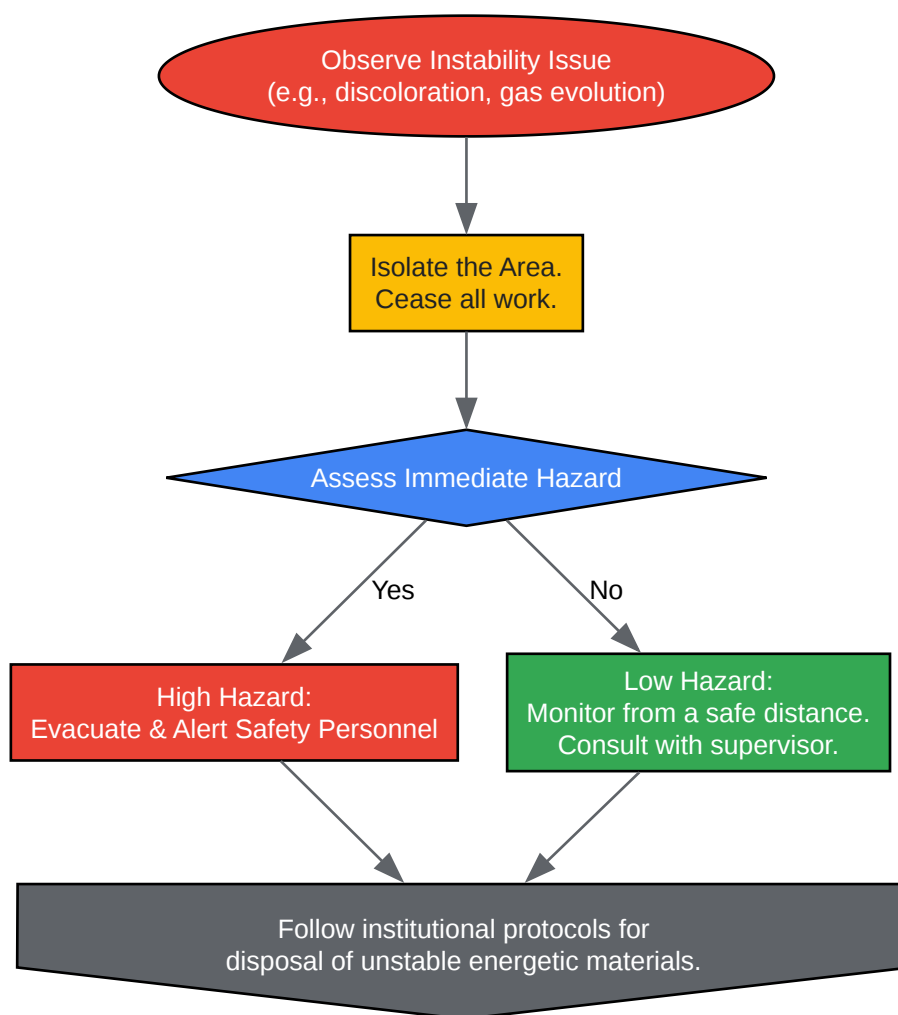 Observe Instability Issue
(e.g., discoloration, gas evolution)
Isolate the Area.
Cease all work.
Assess Immediate Hazard
Yes
No
High Hazard:
Evacuate & Alert Safety Personnel
Low Hazard:
Monitor from a safe distance.
Consult with supervisor.
Follow institutional protocols for
disposal of unstable energetic materials.